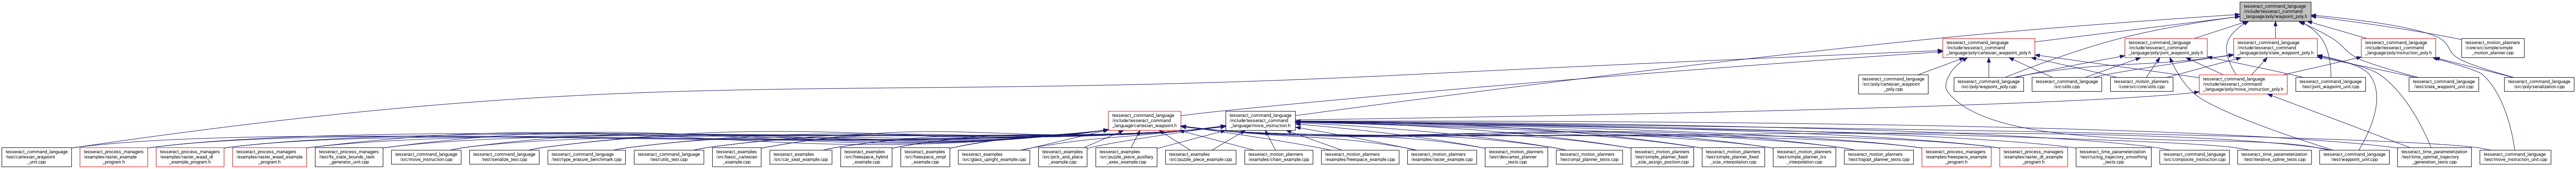 tesseract_command_language
/include/tesseract_command
_language/poly/waypoint_poly.h
tesseract_command_language
/include/tesseract_command
_language/poly/cartesian_waypoint_poly.h
tesseract_command_language
/include/tesseract_command
_language/poly/joint_waypoint_poly.h
tesseract_command_language
/include/tesseract_command
_language/poly/state_waypoint_poly.h
tesseract_command_language
/include/tesseract_command
_language/poly/instruction_poly.h
tesseract_motion_planners
/core/src/simple/simple
_motion_planner.cpp
tesseract_command_language
/src/poly/cartesian_waypoint
_poly.cpp
tesseract_command_language
/src/poly/waypoint_poly.cpp
tesseract_command_language
/src/utils.cpp
tesseract_motion_planners
/core/src/core/utils.cpp
tesseract_command_language
/include/tesseract_command
_language/poly/move_instruction_poly.h
tesseract_command_language
/test/joint_waypoint_unit.cpp
tesseract_command_language
/test/state_waypoint_unit.cpp
tesseract_command_language
/src/poly/serialization.cpp
tesseract_command_language
/include/tesseract_command
_language/cartesian_waypoint.h
tesseract_command_language
/include/tesseract_command
_language/move_instruction.h
tesseract_command_language
/test/cartesian_waypoint
_unit.cpp
tesseract_process_managers
/examples/raster_example
_program.h
tesseract_process_managers
/examples/raster_waad_dt
_example_program.h
tesseract_process_managers
/examples/raster_waad_example
_program.h
tesseract_process_managers
/test/fix_state_bounds_task
_generator_unit.cpp
tesseract_command_language
/src/move_instruction.cpp
tesseract_command_language
/test/serialize_test.cpp
tesseract_command_language
/test/type_erasure_benchmark.cpp
tesseract_command_language
/test/utils_test.cpp
tesseract_examples
/src/basic_cartesian
_example.cpp
tesseract_examples
/src/car_seat_example.cpp
tesseract_examples
/src/freespace_hybrid
_example.cpp
tesseract_examples
/src/freespace_ompl
_example.cpp
tesseract_examples
/src/glass_upright_example.cpp
tesseract_examples
/src/pick_and_place
_example.cpp
tesseract_examples
/src/puzzle_piece_auxillary
_axes_example.cpp
tesseract_examples
/src/puzzle_piece_example.cpp
tesseract_motion_planners
/examples/chain_example.cpp
tesseract_motion_planners
/examples/freespace_example.cpp
tesseract_motion_planners
/examples/raster_example.cpp
tesseract_motion_planners
/test/descartes_planner
_tests.cpp
tesseract_motion_planners
/test/ompl_planner_tests.cpp
tesseract_motion_planners
/test/simple_planner_fixed
_size_assign_position.cpp
tesseract_motion_planners
/test/simple_planner_fixed
_size_interpolation.cpp
tesseract_motion_planners
/test/simple_planner_lvs
_interpolation.cpp
tesseract_motion_planners
/test/trajopt_planner_tests.cpp
tesseract_process_managers
/examples/freespace_example
_program.h
tesseract_process_managers
/examples/raster_dt_example
_program.h
tesseract_time_parameterization
/test/ruckig_trajectory_smoothing
_tests.cpp
tesseract_command_language
/src/composite_instruction.cpp
tesseract_time_parameterization
/test/iterative_spline_tests.cpp
tesseract_command_language
/test/waypoint_unit.cpp
tesseract_time_parameterization
/test/time_optimal_trajectory
_generation_tests.cpp
tesseract_command_language
/test/move_instruction_unit.cpp